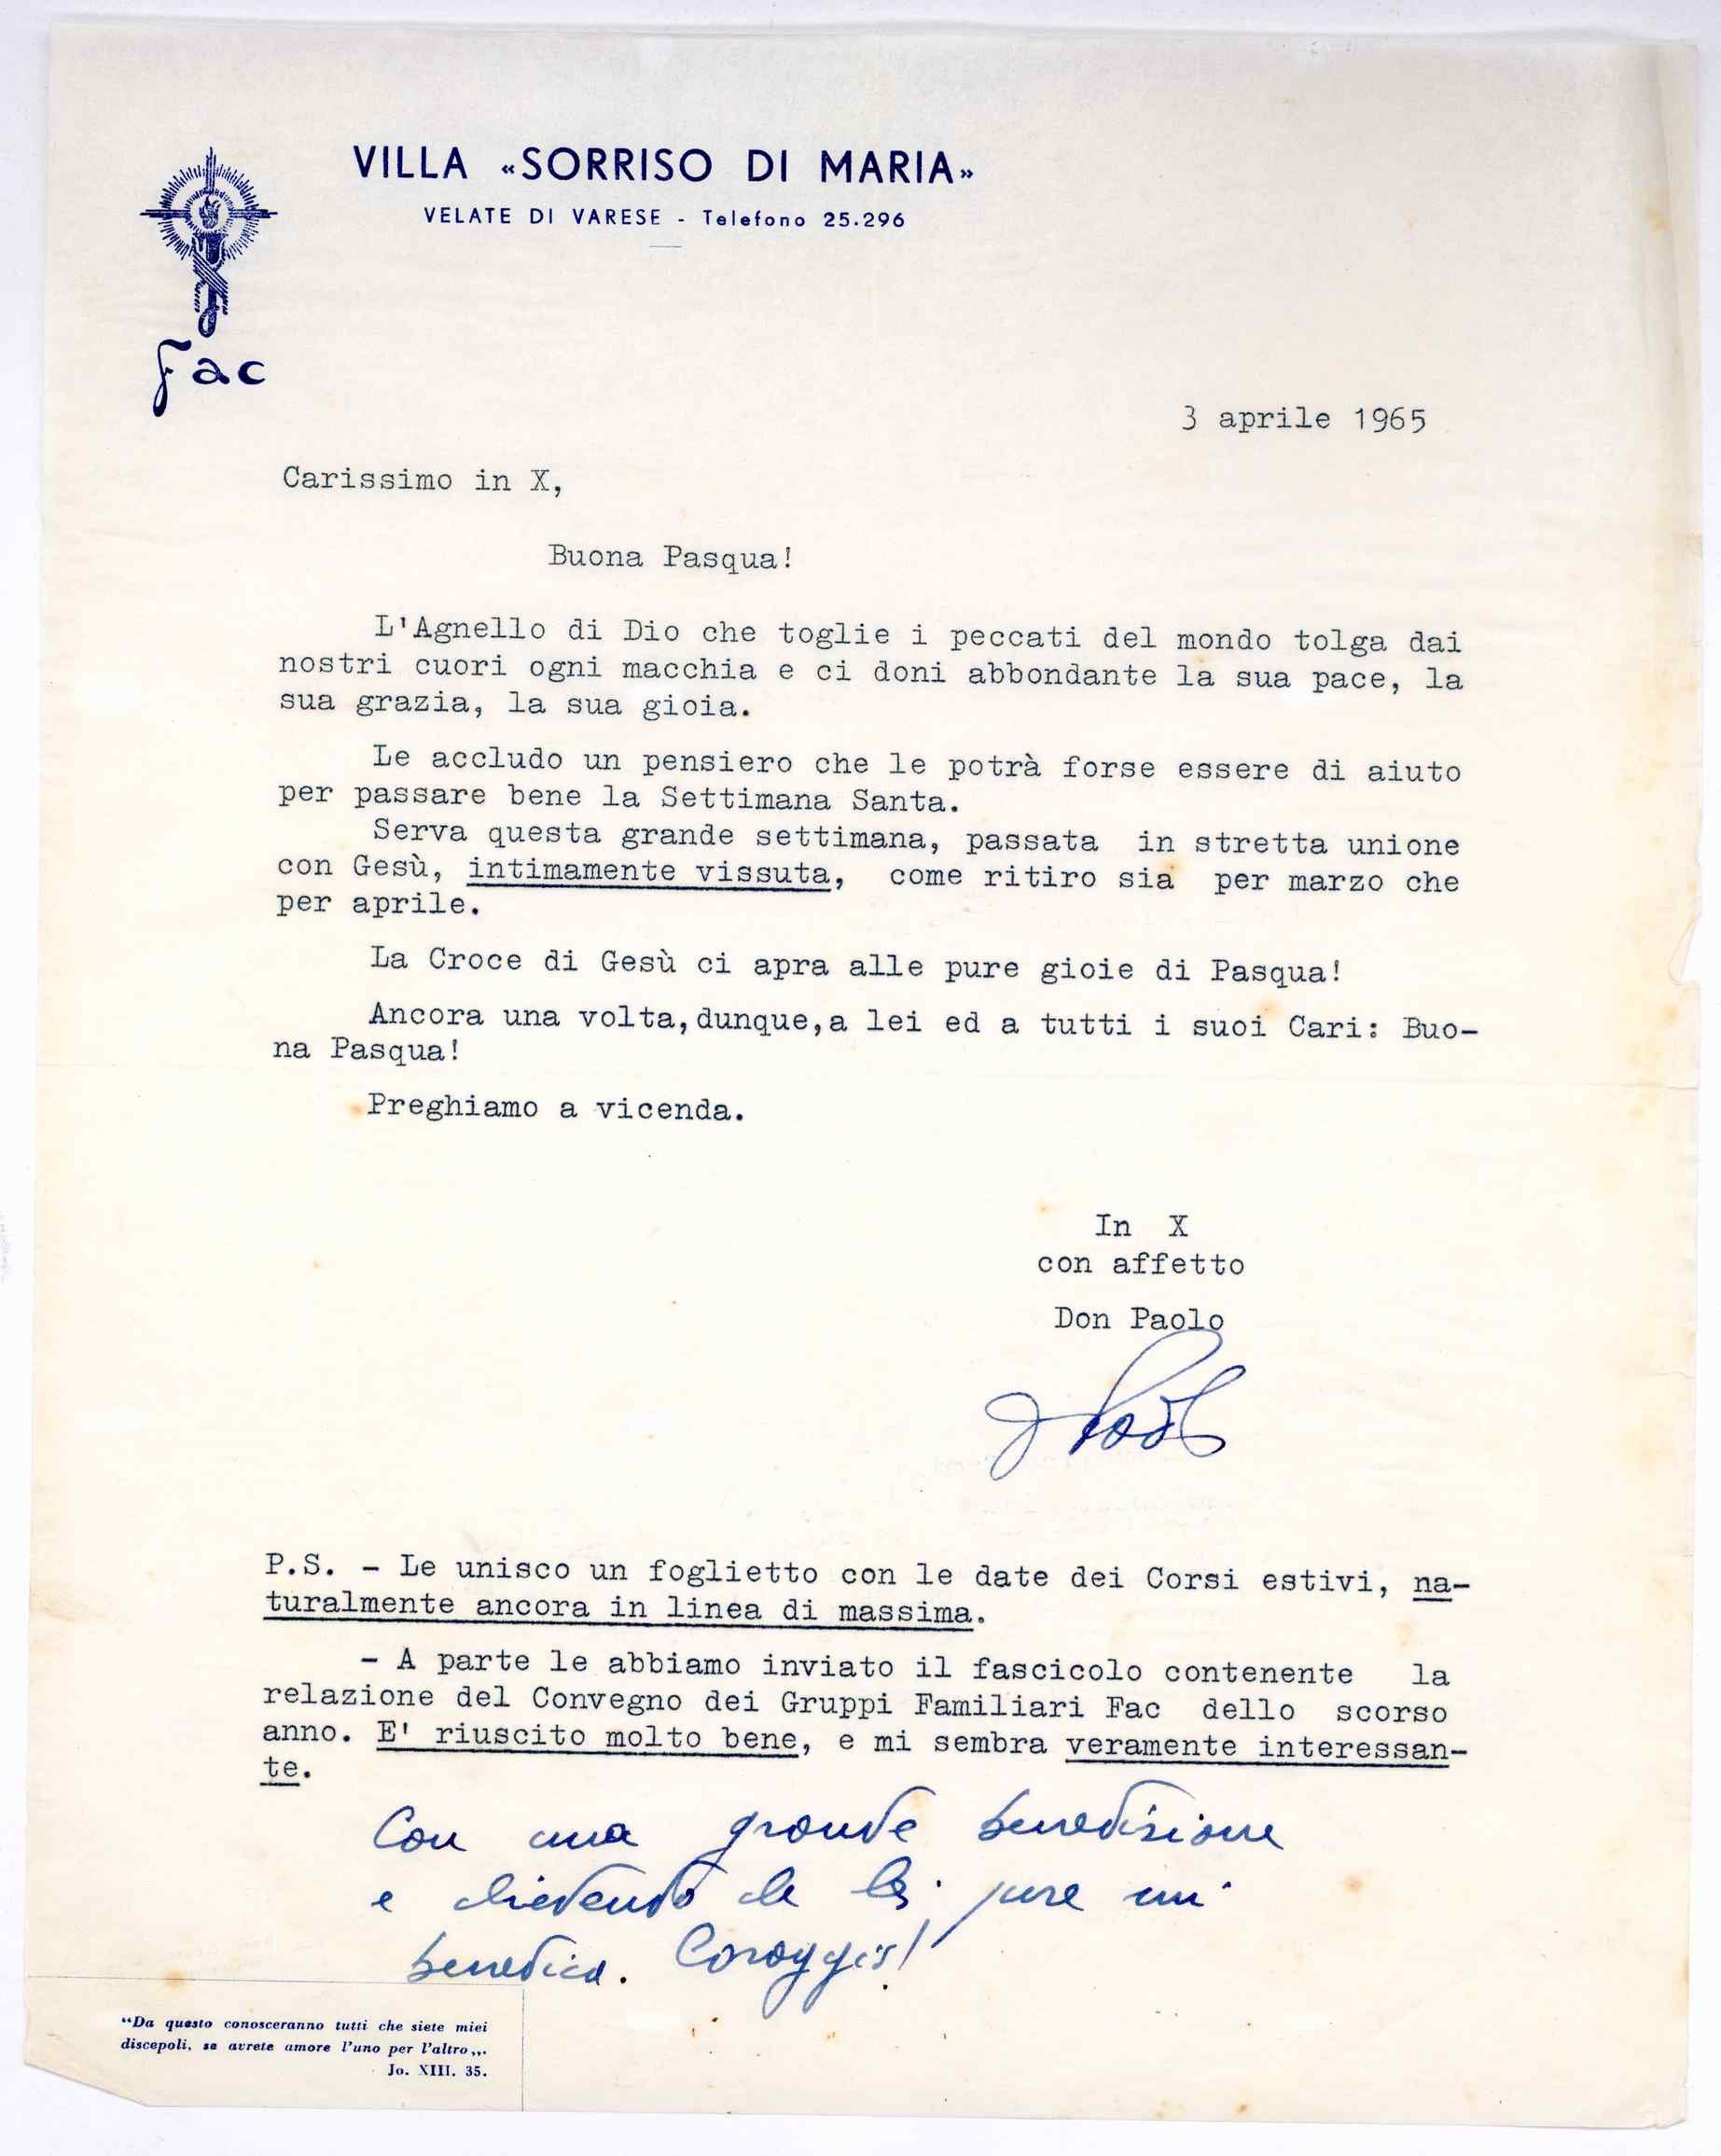 VILLA «SORRISO DI MARIA»
VELATE DI VARESE - Telefono 25.296
Fac
3 aprile 1965
Carissimo in X,
Buona Pasqua!
L'Agnello di Dio che toglie i peccati del mondo tolga dai
nostri cuori ogni macchia e ci doni abbondante la sua pace, la
sua grazia, la sua gioia.
Le accludo un pensiero che le potrà forse essere di aiuto
per passare bene la Settimana Santa.
Serva questa grande settimana, passata in stretta unione
con Gesù, intimamente vissuta, come ritiro sia per marzo che
per aprile.
La Croce di Gesù ci apra alle pure gioie di Pasqua!
Ancora una volta,dunque,a lei ed a tutti i suoi Cari: Buo-
na Pasqua!
Preghiamo a vicenda.
In X
con affetto
Don Paolo
P.S. - Le unisco un foglietto con le date dei Corsi estivi, na-
turalmente ancora in linea di massima.
- A parte le abbiamo inviato il fascicolo contenente la
relazione del Convegno dei Gruppi Familiari Fac dello scorso
anno. E' riuscito molto bene, e mi sembra veramente interessan-
te.
Con una grande benedizione
e chiedendo che Lei pure mi
benedica. Coraggio!
“Da questo conosceranno tutti che siete miei
discepoli, se avrete amore l'uno per l'altro„.
Jo. XIII. 35.